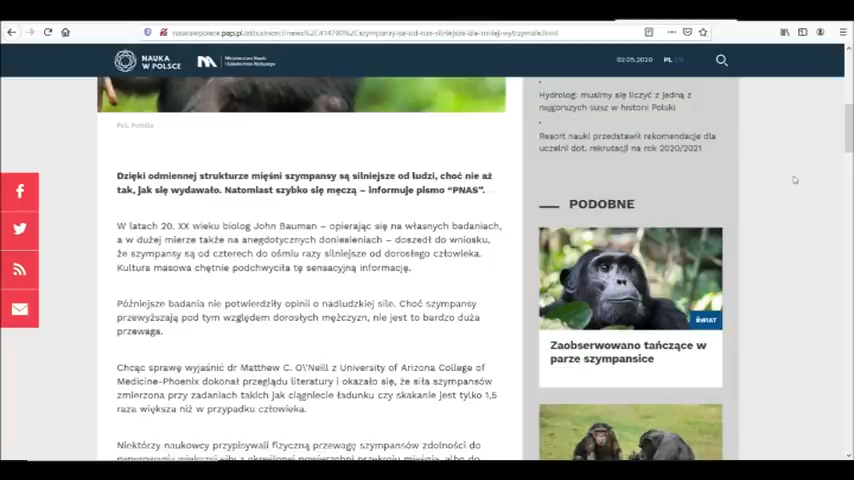 NAUKA
W POLSCE
Ministerstwo Nauki
i Szkolnictwa Wyższego
02.05.2020
PL EN
Fot. Fotolia
Dzięki odmiennej strukturze mięśni szympansy są silniejsze od ludzi, choć nie aż
tak, jak się wydawało. Natomiast szybko się męczą – informuje pismo "PNAS".
W latach 20. XX wieku biolog John Bauman – opierając się na własnych badaniach,
a w dużej mierze także na anegdotycznych doniesieniach – doszedł do wniosku,
że szympansy są od czterech do ośmiu razy silniejsze od dorosłego człowieka.
Kultura masowa chętnie podchwyciła tę sensacyjną informację.
Późniejsze badania nie potwierdziły opinii o nadludzkiej sile. Choć szympansy
przewyższają pod tym względem dorosłych mężczyzn, nie jest to bardzo duża
przewaga.
Chcąc sprawę wyjaśnić dr Matthew C. O\'Neill z University of Arizona College of
Medicine-Phoenix dokonał przeglądu literatury i okazało się, że siła szympansów
zmierzona przy zadaniach takich jak ciągniecie ładunku czy skakanie jest tylko 1,5
raza większa niż w przypadku człowieka.
Niektórzy naukowcy przypisywali fizyczną przewagę szympansów zdolności do
Hydrolog: musimy się liczyć z jedną z
najgorszych susz w historii Polski
Resort nauki przedstawił rekomendacje dla
uczelni dot. rekrutacji na rok 2020/2021
PODOBNE
ŚWIAT
Zaobserwowano tańczące w
parze szympansice